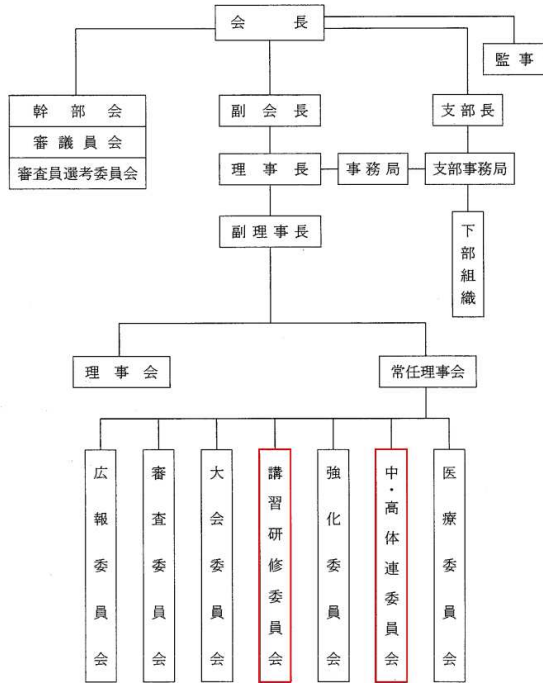 会長
監事
幹部会
審議員会
審査員選考委員会
副会長
支部長
理事長
事務局
支部事務局
副理事長
下部組織
理事会
常任理事会
広報委員会
審査委員会
大会委員会
講習研修委員会
強化委員会
中・高体連委員会
医療委員会